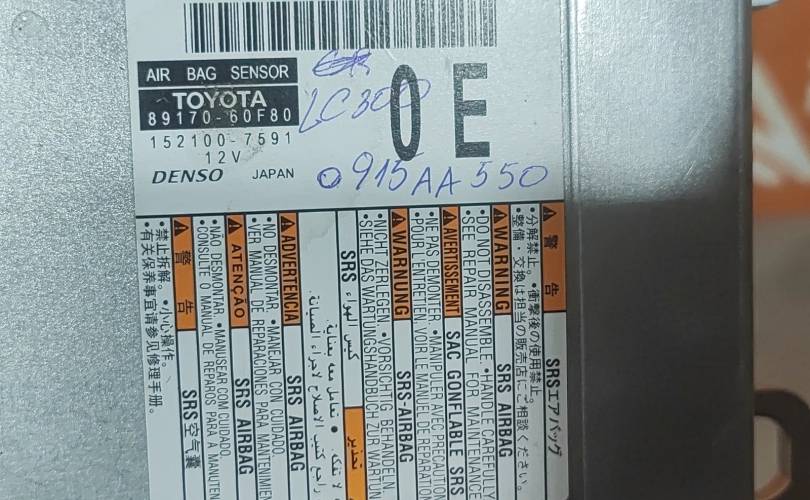 AIR BAG SENSOR
TOYOTA
89170-60F80
152100-7591
12V
DENSO JAPAN
LC300
0E
0915AA550
警告 SRSエアバッグ
•分解禁止。•衝撃後の使用禁止。
•整備・交換は担当の販売店にご相談ください。
WARNING SRS AIRBAG
•DO NOT DISASSEMBLE. •HANDLE CAREFULLY
•SEE REPAIR MANUAL FOR MAINTENANCE
AVERTISSEMENT SAC GONFLABLE SRS
•NE PAS DEMONTER. •MANIPULER AVEC PRECAUTION
•POUR L'ENTRETIEN, VOIR LE MANUEL DE REPARATION
WARNUNG SRS-AIRBAG
•NICHT ZERLEGEN. •VORSICHTIG BEHANDELN.
•SIEHE DAS WARTUNGSHANDBUCH ZUR WARTU
تحذير كيس الهواء SRS
ADVERTENCIA SRS AIRBAG
•NO DESMONTAR. •MANEJAR CON CUIDADO.
•VER MANUAL DE REPARACIONES PARA MANTENIMIEN
ATENÇÃO SRS AIRBAG
•NÃO DESMONTAR. •MANUSEAR COM CUIDADO.
•CONSULTE O MANUAL DE REPAROS PARA A MANUTEN
警告 SRS空气囊
•禁止拆解。•小心操作。
•有关保养事宜请参见修理手册。